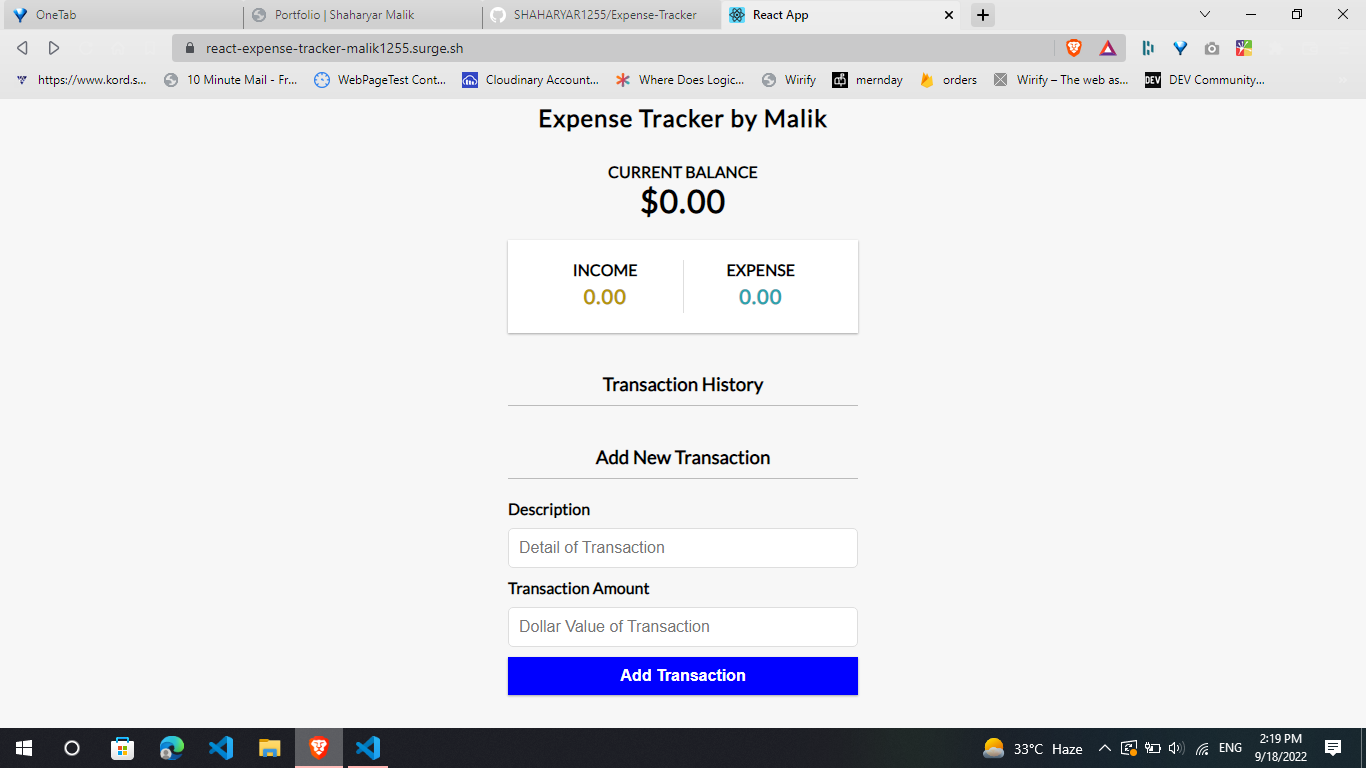 OneTab
Portfolio | Shaharyar Malik
SHAHARYAR1255/Expense-Tracker
React App
react-expense-tracker-malik1255.surge.sh
https://www.kord.s...
10 Minute Mail - Fr...
WebPageTest Cont...
Cloudinary Account...
Where Does Logic...
Wirify
mernday
orders
Wirify – The web as...
DEV
DEV Community...
Expense Tracker by Malik
CURRENT BALANCE
$0.00
INCOME
EXPENSE
0.00
0.00
Transaction History
Add New Transaction
Description
Detail of Transaction
Transaction Amount
Dollar Value of Transaction
Add Transaction
33°C Haze
ENG
2:19 PM
9/18/2022